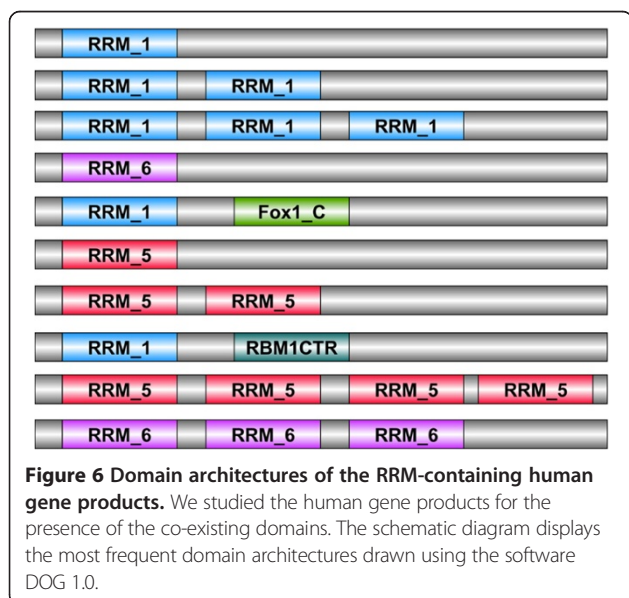 RRM_1
RRM_1 RRM_1
RRM_1 RRM_1 RRM_1
RRM_6
RRM_1 Fox1_C
RRM_5
RRM_5 RRM_5
RRM_1 RBM1CTR
RRM_5 RRM_5 RRM_5 RRM_5
RRM_6 RRM_6 RRM_6
Figure 6 Domain architectures of the RRM-containing human
gene products. We studied the human gene products for the
presence of the co-existing domains. The schematic diagram displays
the most frequent domain architectures drawn using the software
DOG 1.0.